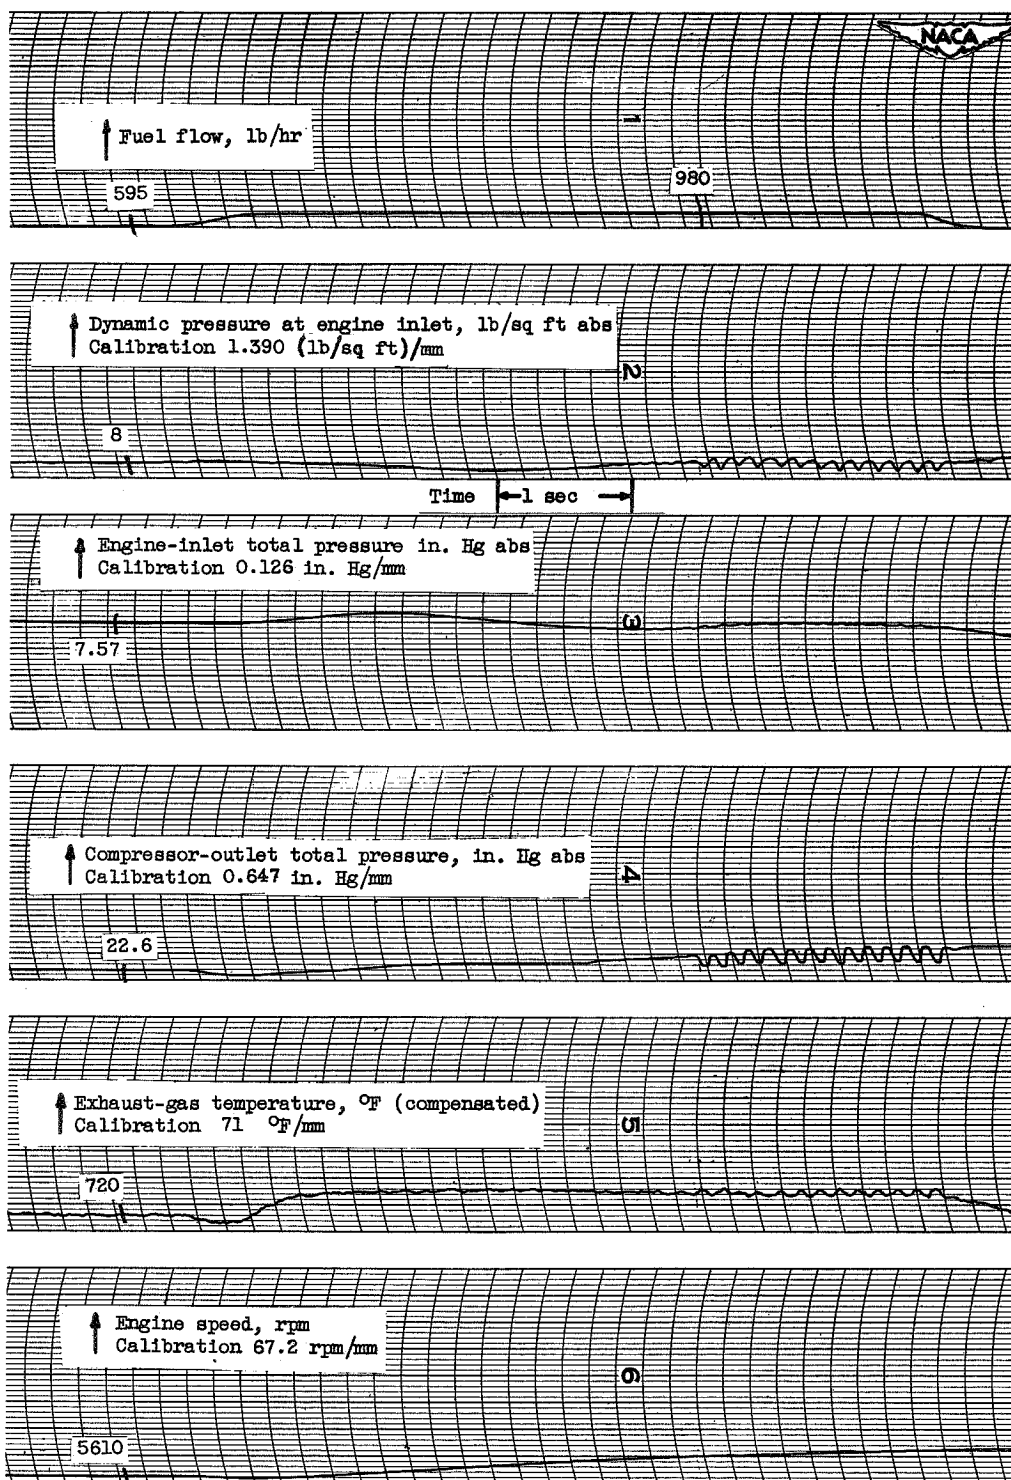 NACA
1
Fuel flow, lb/hr
595
980
Dynamic pressure at engine inlet, lb/sq ft abs
Calibration 1.390 (lb/sq ft)/mm
2
8
Time 1 sec
Engine-inlet total pressure in. Hg abs
Calibration 0.126 in. Hg/mm
3
7.57
Compressor-outlet total pressure, in. Hg abs
Calibration 0.647 in. Hg/mm
4
22.6
Exhaust-gas temperature, °F (compensated)
Calibration 71 °F/mm
5
720
Engine speed, rpm
Calibration 67.2 rpm/mm
6
5610